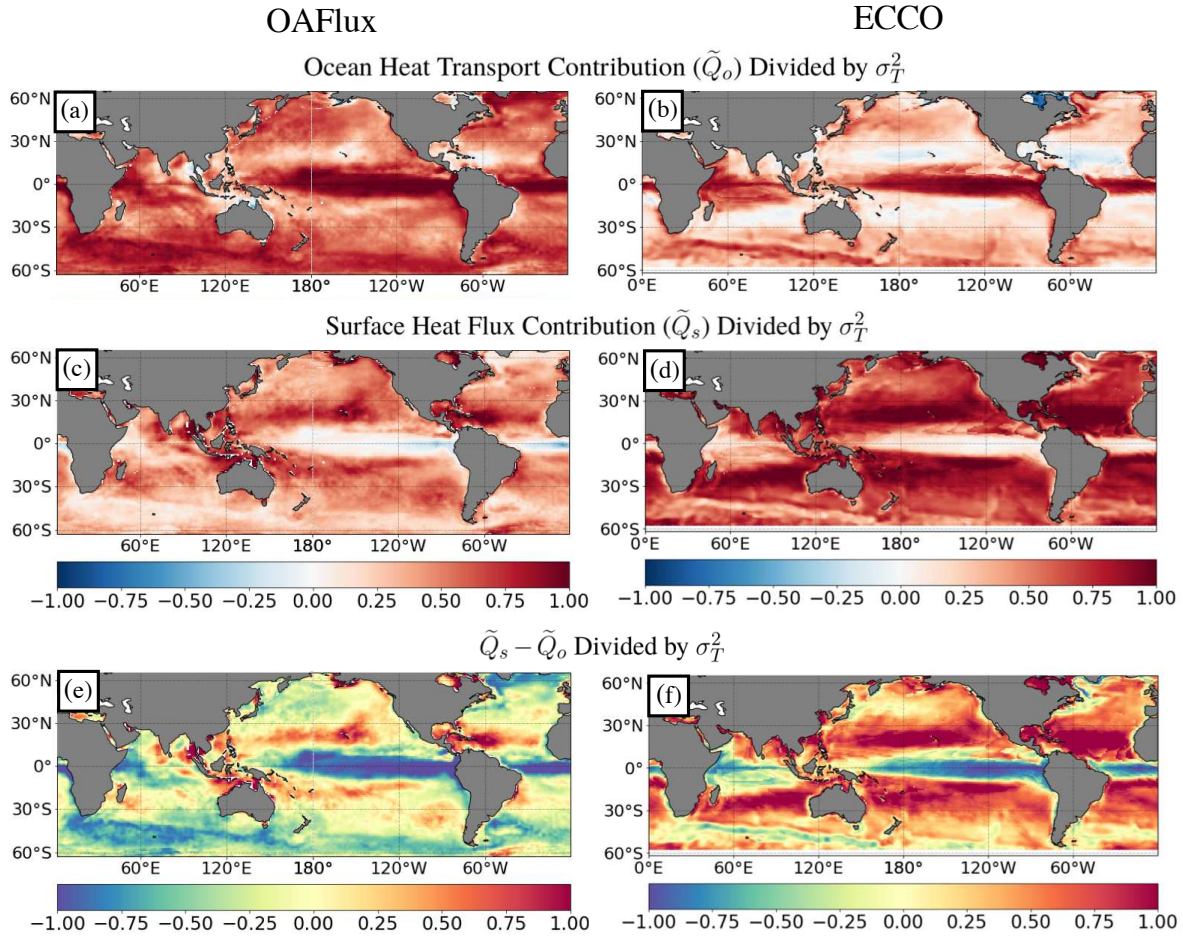 OAFlux ECCO
Ocean Heat Transport Contribution (Q̃ₒ) Divided by σ_T²
(a) (b)
60°N 60°N
30°N 30°N
0° 0°
30°S 30°S
60°S 60°S
60°E 120°E 180° 120°W 60°W 0°E 60°E 120°E 180° 120°W 60°W
Surface Heat Flux Contribution (Q̃ₛ) Divided by σ_T²
(c) (d)
60°N 60°N
30°N 30°N
0° 0°
30°S 30°S
60°S 60°S
60°E 120°E 180° 120°W 60°W 0°E 60°E 120°E 180° 120°W 60°W
−1.00 −0.75 −0.50 −0.25 0.00 0.25 0.50 0.75 1.00 −1.00 −0.75 −0.50 −0.25 0.00 0.25 0.50 0.75 1.00
Q̃ₛ − Q̃ₒ Divided by σ_T²
(e) (f)
60°N 60°N
30°N 30°N
0° 0°
30°S 30°S
60°S 60°S
60°E 120°E 180° 120°W 60°W 0°E 60°E 120°E 180° 120°W 60°W
−1.00 −0.75 −0.50 −0.25 0.00 0.25 0.50 0.75 1.00 −1.00 −0.75 −0.50 −0.25 0.00 0.25 0.50 0.75 1.00